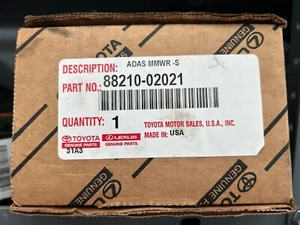 DESCRIPTION: ADAS MMWR -S
PART NO.: 88210-02021
QUANTITY: 1
TOYOTA MOTOR SALES, U.S.A., INC.
MADE IN: USA
TOYOTA LEXUS
GENUINE PARTS GENUINE PARTS
31A3
GENUINE